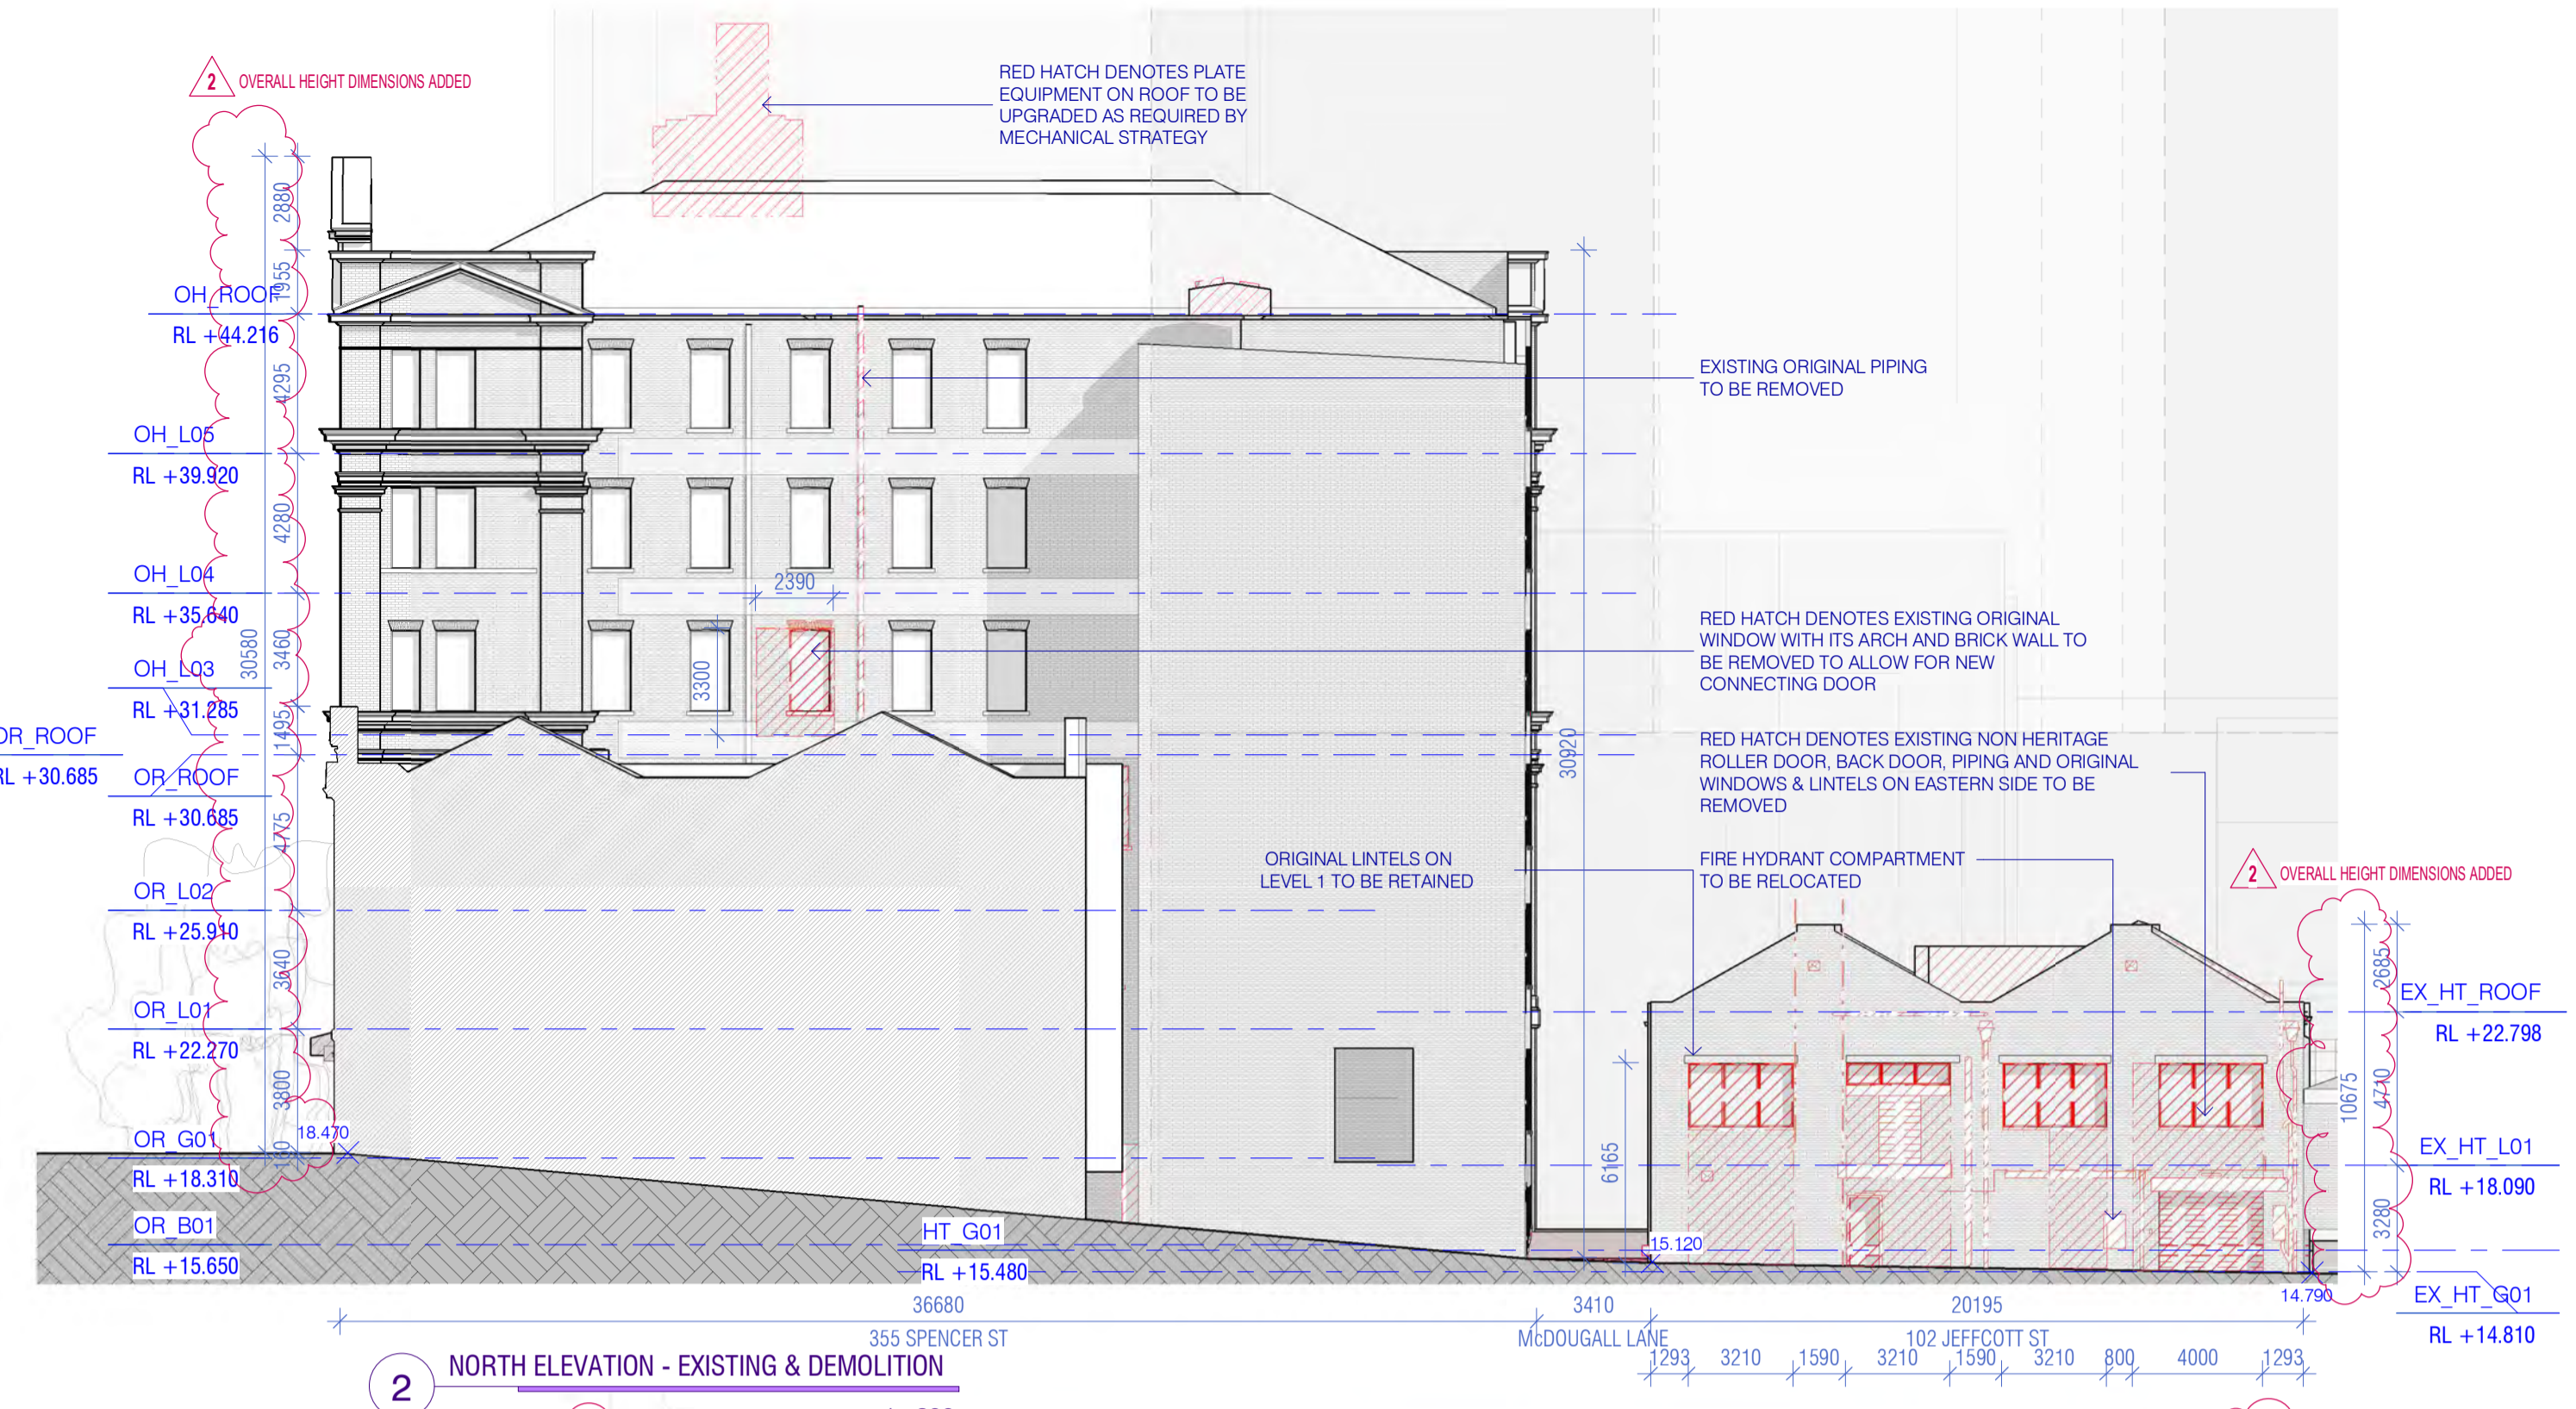 2 OVERALL HEIGHT DIMENSIONS ADDED
RED HATCH DENOTES PLATE
EQUIPMENT ON ROOF TO BE
UPGRADED AS REQUIRED BY
MECHANICAL STRATEGY
2880
1955
OH_ROOF
RL +44.216
4295
EXISTING ORIGINAL PIPING
TO BE REMOVED
OH_L05
RL +39.920
4280
OH_L04
RL +35.640
2390
30580
3460
3300
RED HATCH DENOTES EXISTING ORIGINAL
WINDOW WITH ITS ARCH AND BRICK WALL TO
BE REMOVED TO ALLOW FOR NEW
CONNECTING DOOR
OH_L03
RL +31.285
1495
OR_ROOF
RL +30.685
OR_ROOF
RL +30.685
30920
RED HATCH DENOTES EXISTING NON HERITAGE
ROLLER DOOR, BACK DOOR, PIPING AND ORIGINAL
WINDOWS & LINTELS ON EASTERN SIDE TO BE
REMOVED
4775
ORIGINAL LINTELS ON
LEVEL 1 TO BE RETAINED
FIRE HYDRANT COMPARTMENT
TO BE RELOCATED
2 OVERALL HEIGHT DIMENSIONS ADDED
OR_L02
RL +25.910
3640
2685
EX_HT_ROOF
RL +22.798
OR_L01
RL +22.270
3800
10675
4710
6165
OR_G01
18.470
160
RL +18.310
EX_HT_L01
RL +18.090
OR_B01
RL +15.650
HT_G01
RL +15.480
15.120
3280
14.790
EX_HT_G01
RL +14.810
36680
3410
20195
355 SPENCER ST
McDOUGALL LANE
102 JEFFCOTT ST
1293 3210 1590 3210 1590 3210 800 4000 1293
2 NORTH ELEVATION - EXISTING & DEMOLITION